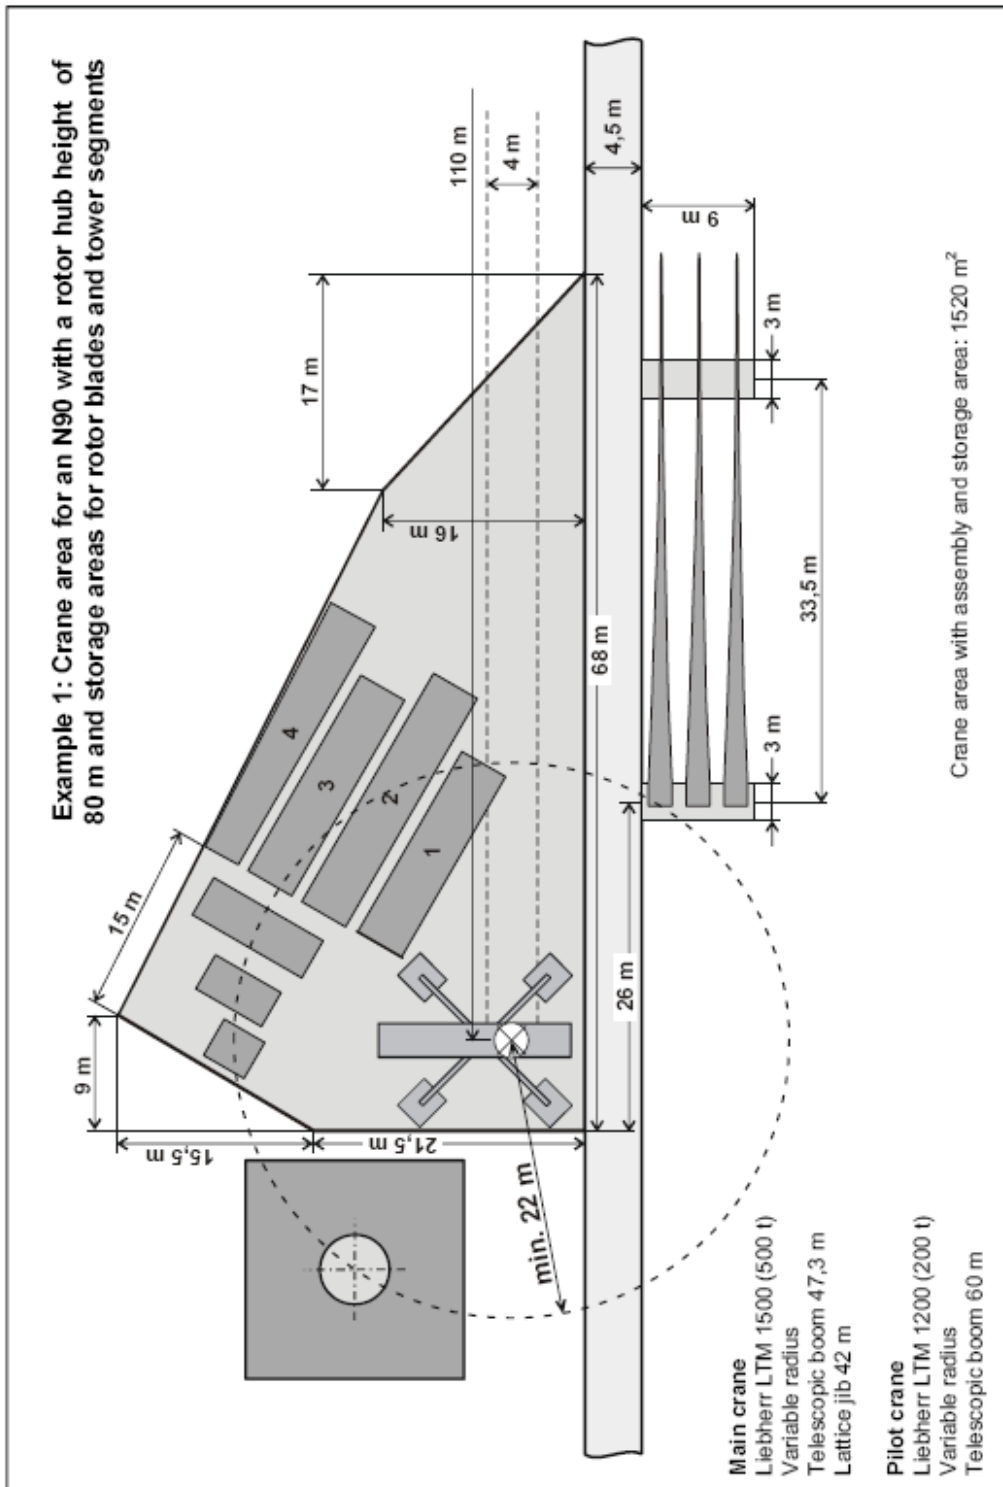 Example 1: Crane area for an N90 with a rotor hub height of
80 m and storage areas for rotor blades and tower segments
110 m
4 m
4,5 m
17 m
9 m
3 m
16 m
68 m
33,5 m
4
3
2
1
15 m
3 m
9 m
26 m
15,5 m
21,5 m
min. 22 m
Crane area with assembly and storage area: 1520 m²
Main crane
Liebherr LTM 1500 (500 t)
Variable radius
Telescopic boom 47,3 m
Lattice jib 42 m
Pilot crane
Liebherr LTM 1200 (200 t)
Variable radius
Telescopic boom 60 m